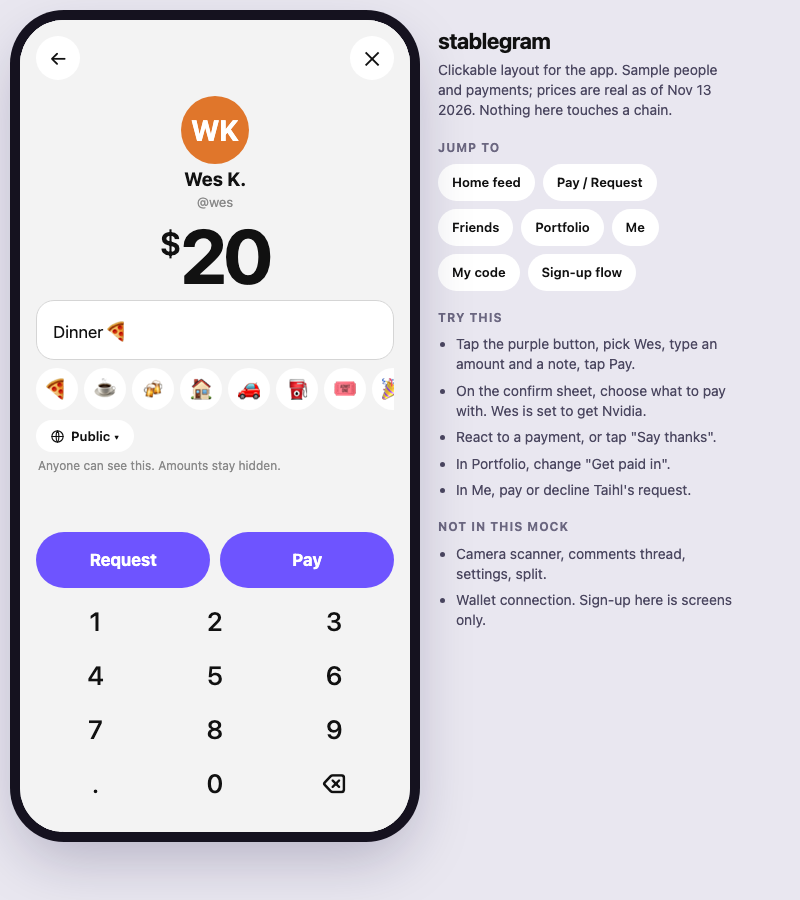 WK
Wes K.
@wes
$20
Dinner 🍕
Public ▾
Anyone can see this. Amounts stay hidden.
Request
Pay
1 2 3
4 5 6
7 8 9
. 0
stablegram
Clickable layout for the app. Sample people
and payments; prices are real as of Nov 13
2026. Nothing here touches a chain.
JUMP TO
Home feed
Pay / Request
Friends
Portfolio
Me
My code
Sign-up flow
TRY THIS
• Tap the purple button, pick Wes, type an
amount and a note, tap Pay.
• On the confirm sheet, choose what to pay
with. Wes is set to get Nvidia.
• React to a payment, or tap "Say thanks".
• In Portfolio, change "Get paid in".
• In Me, pay or decline Taihl's request.
NOT IN THIS MOCK
• Camera scanner, comments thread,
settings, split.
• Wallet connection. Sign-up here is screens
only.